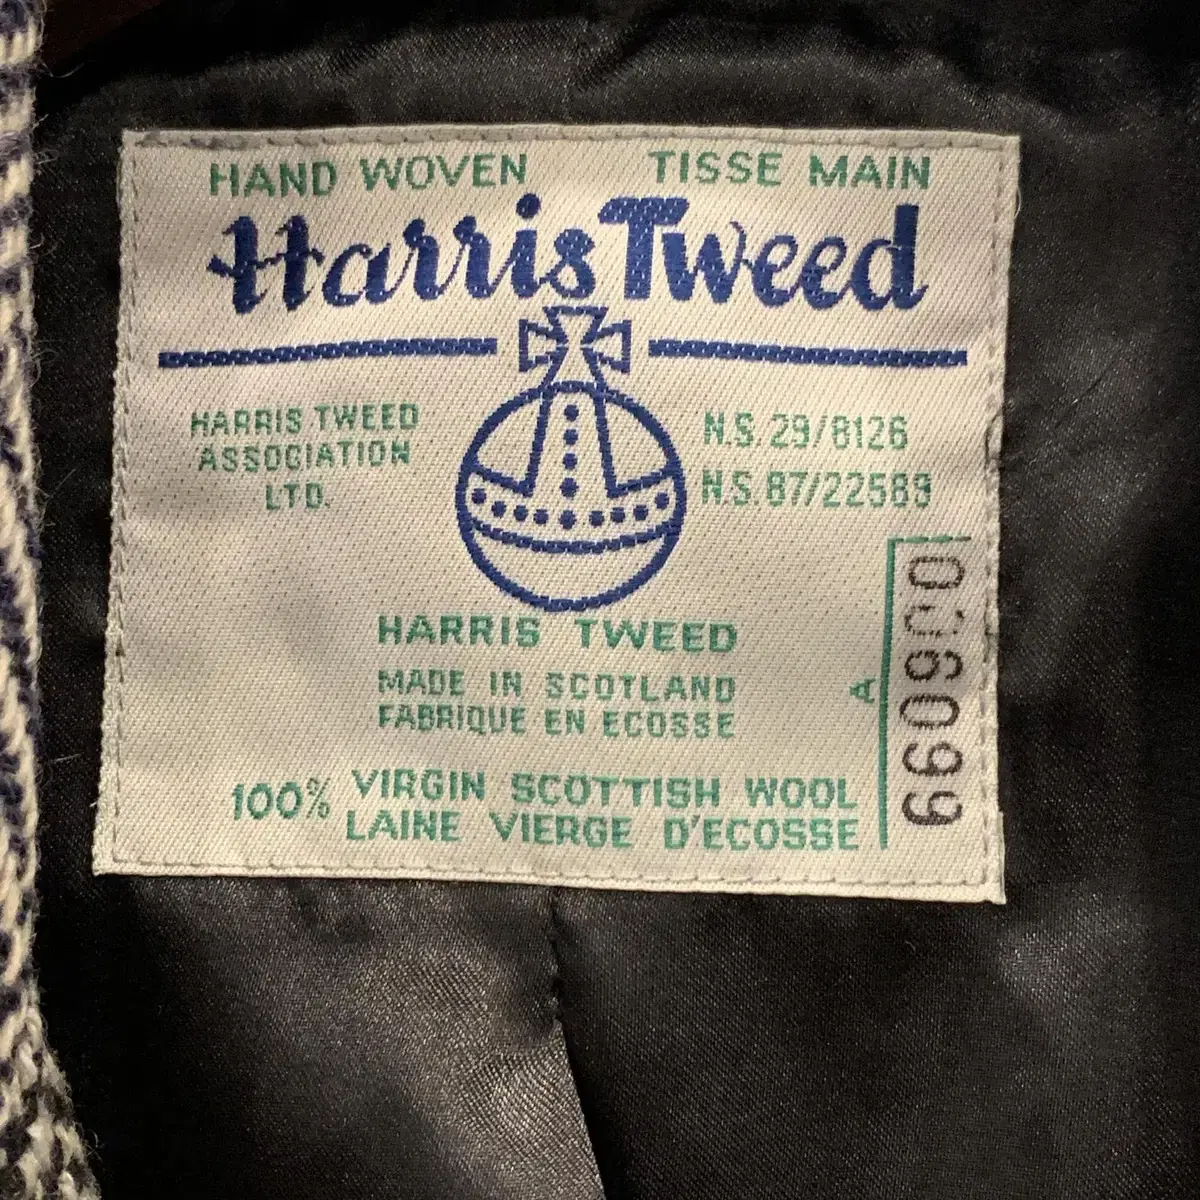 HAND WOVEN TISSE MAIN
Harris Tweed
HARRIS TWEED
ASSOCIATION
LTD.
N.S. 29/8126
N.S. 87/22589
HARRIS TWEED
MADE IN SCOTLAND
FABRIQUE EN ECOSSE
100% VIRGIN SCOTTISH WOOL
LAINE VIERGE D'ECOSSE
A
006099